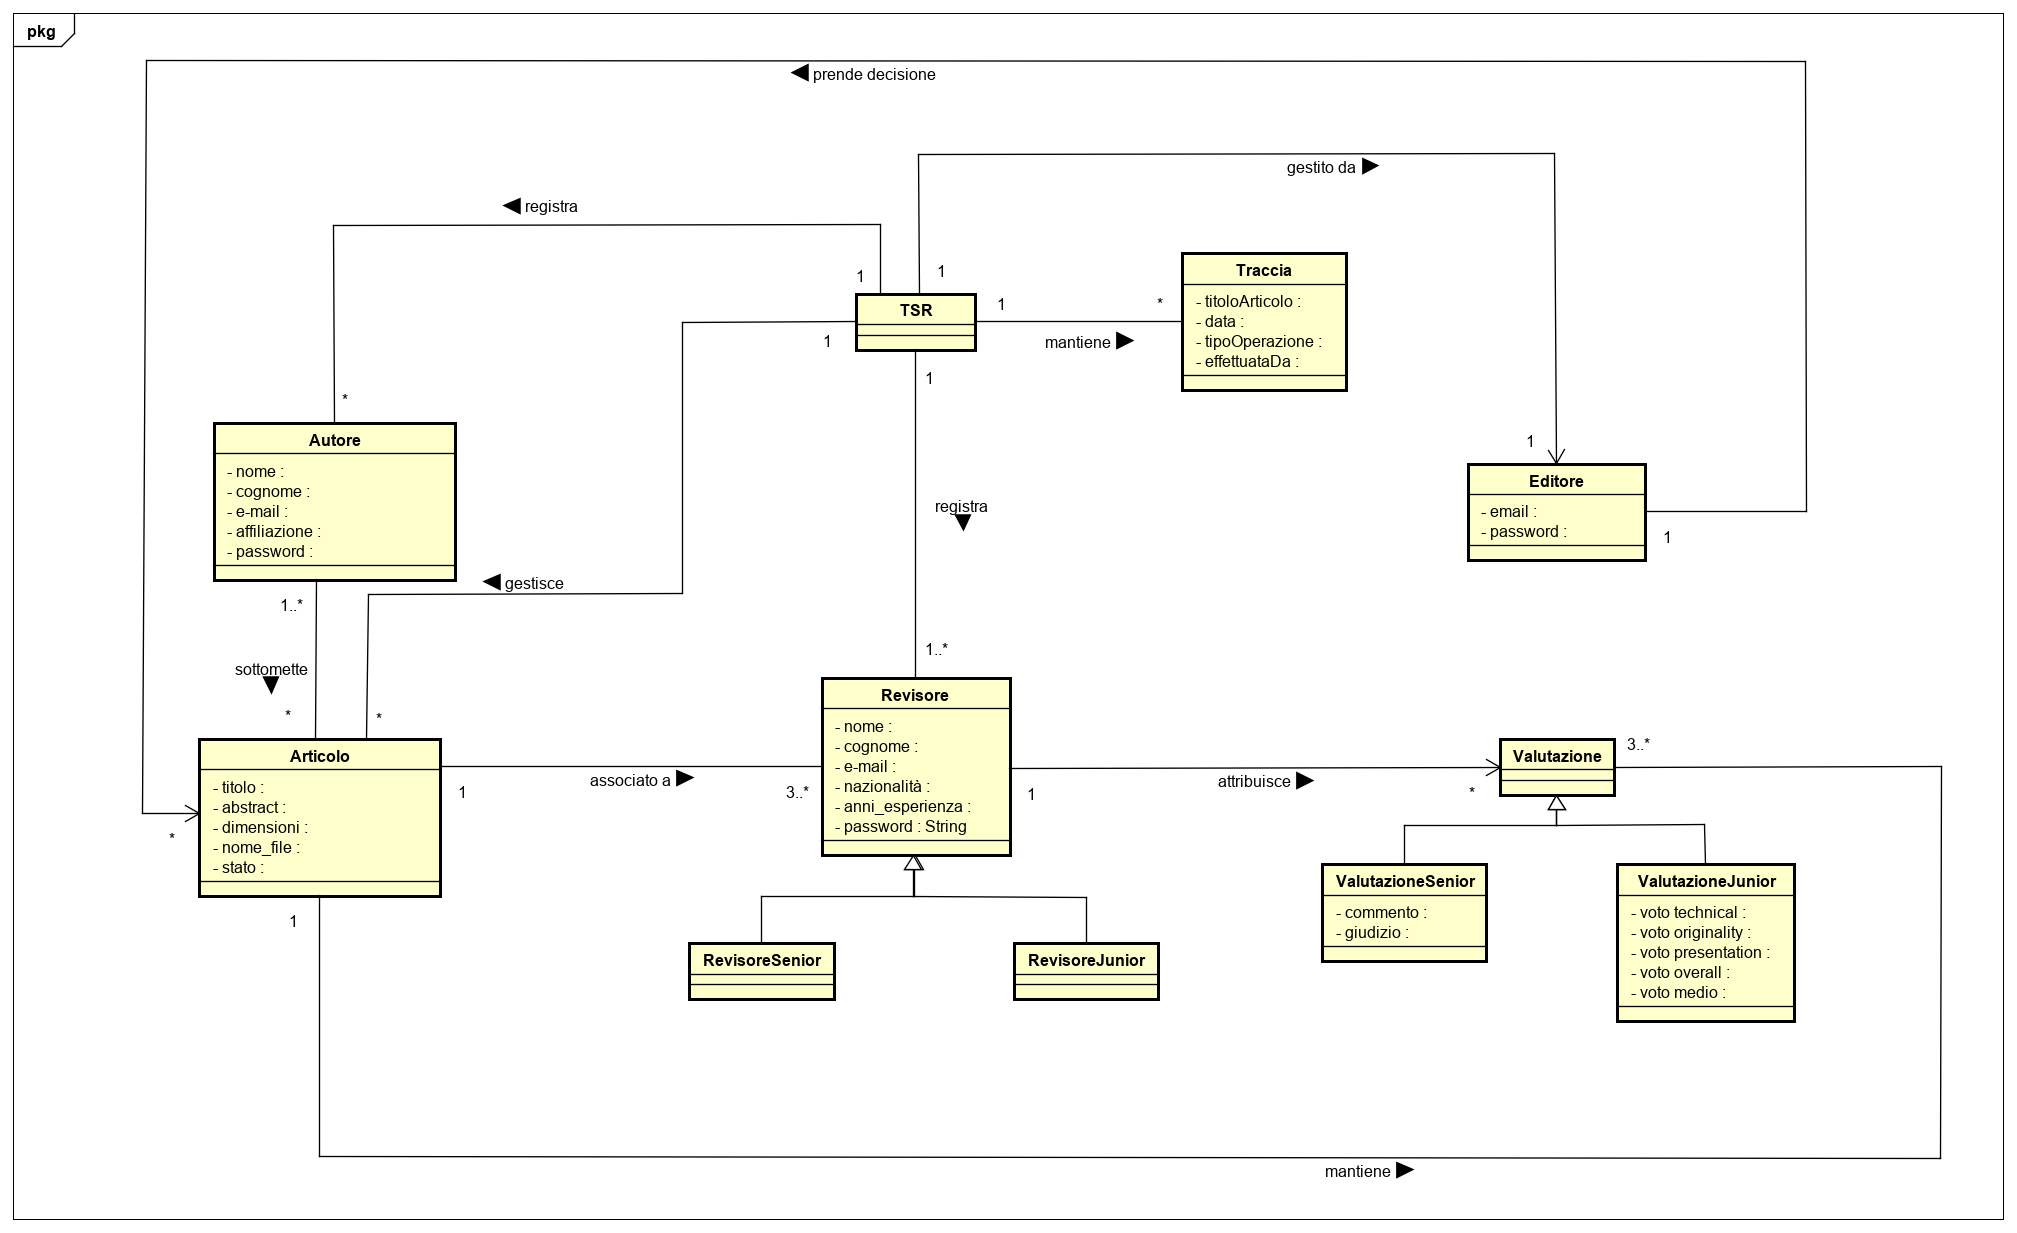 pkg
prende decisione
gestito da
registra
1
1
TSR
1
*
1
mantiene
1
Traccia
- titoloArticolo :
- data :
- tipoOperazione :
- effettuataDa :
*
Autore
- nome :
- cognome :
- e-mail :
- affiliazione :
- password :
1
Editore
- email :
- password :
1
registra
gestisce
1..*
sottomette
*
*
1..*
Articolo
- titolo :
- abstract :
- dimensioni :
- nome_file :
- stato :
*
1
associato a
3..*
Revisore
- nome :
- cognome :
- e-mail :
- nazionalità :
- anni_esperienza :
- password : String
1
attribuisce
*
Valutazione
3..*
1
RevisoreSenior
RevisoreJunior
ValutazioneSenior
- commento :
- giudizio :
ValutazioneJunior
- voto technical :
- voto originality :
- voto presentation :
- voto overall :
- voto medio :
mantiene